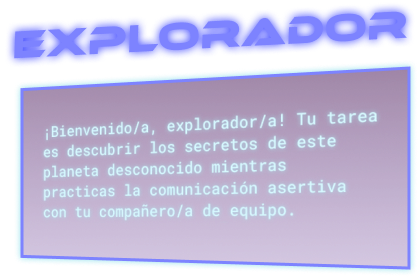 EXPLORADOR
¡Bienvenido/a, explorador/a! Tu tarea
es descubrir los secretos de este
planeta desconocido mientras
practicas la comunicación asertiva
con tu compañero/a de equipo.